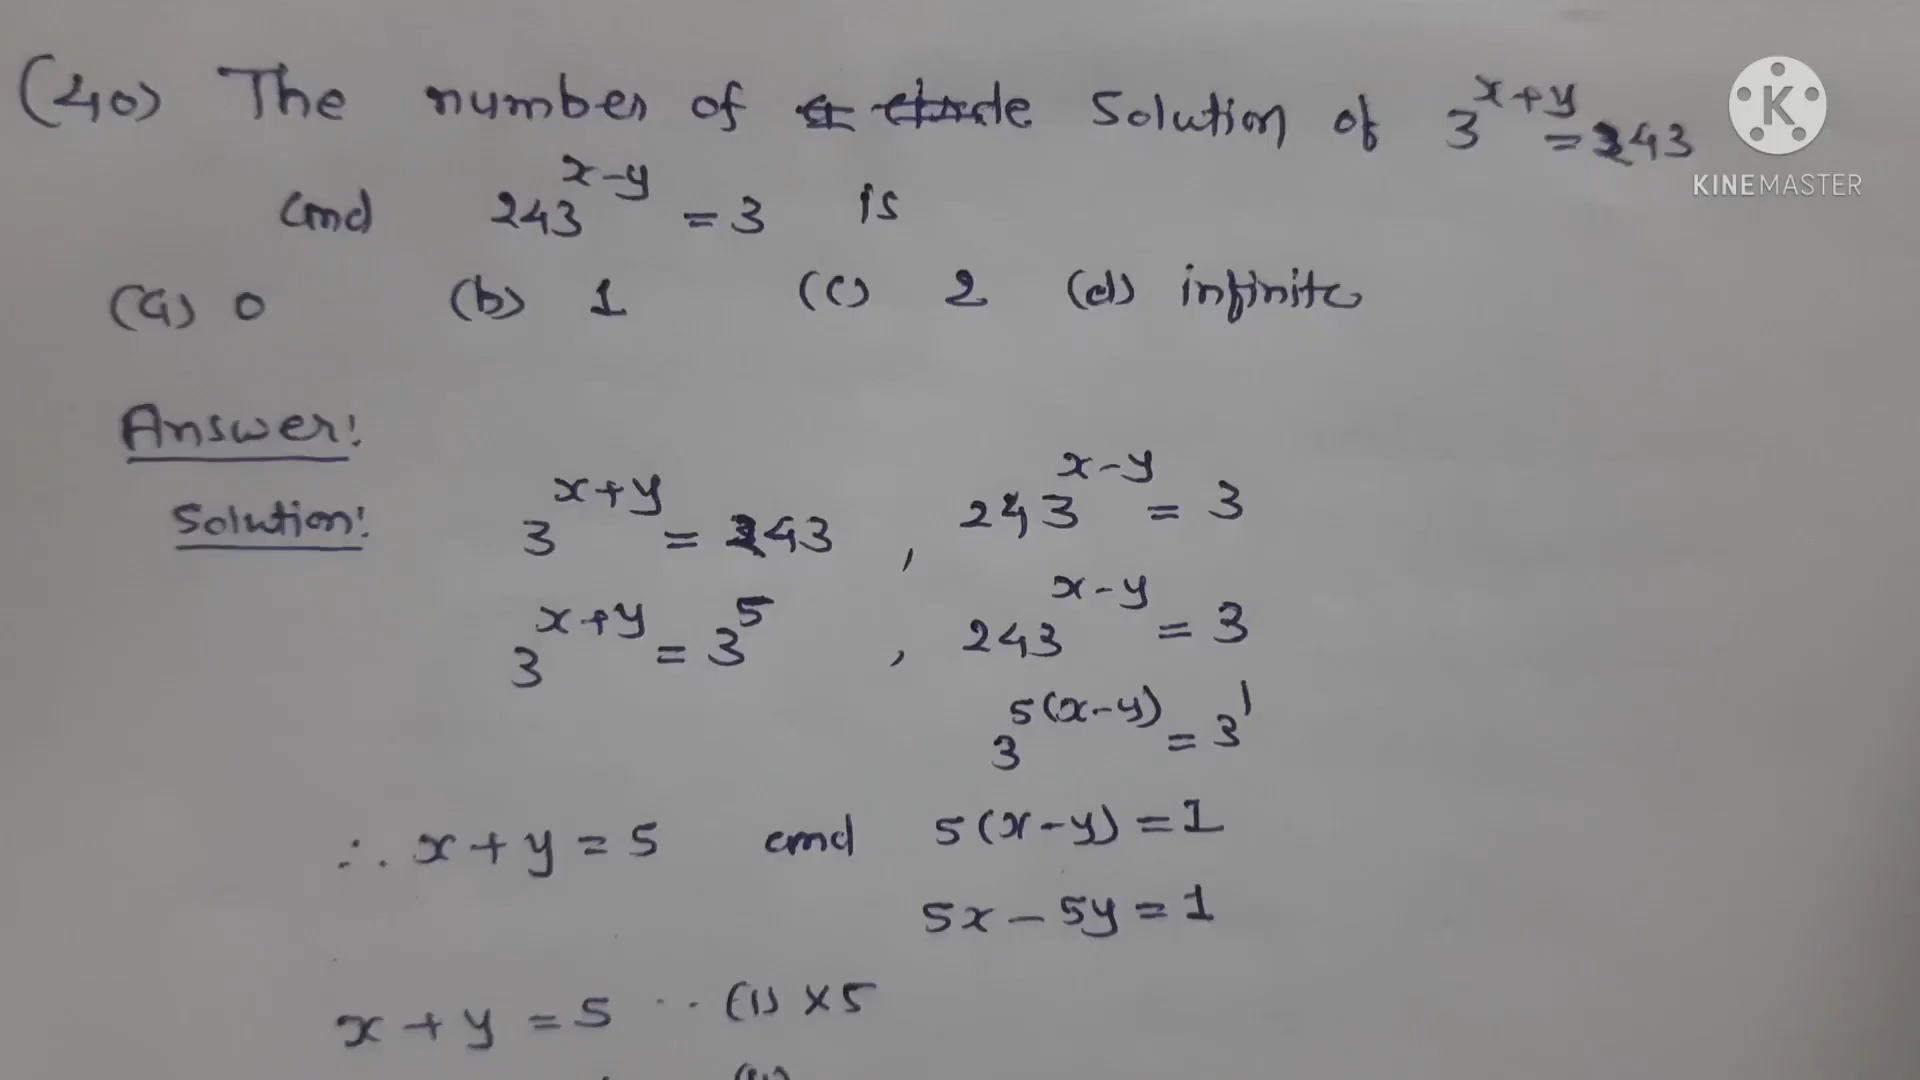 (40) The number of solution of 3^{x+y} = 243
KINEMASTER
and 243^{x-y} = 3 is
(a) 0 (b) 1 (c) 2 (d) infinite
Answer:
Solution: 3^{x+y} = 243 , 243^{x-y} = 3
3^{x+y} = 3^5 , 243^{x-y} = 3
3^{5(x-y)} = 3^1
∴ x + y = 5 and 5(x-y) = 1
5x - 5y = 1
x + y = 5 ... (1) × 5